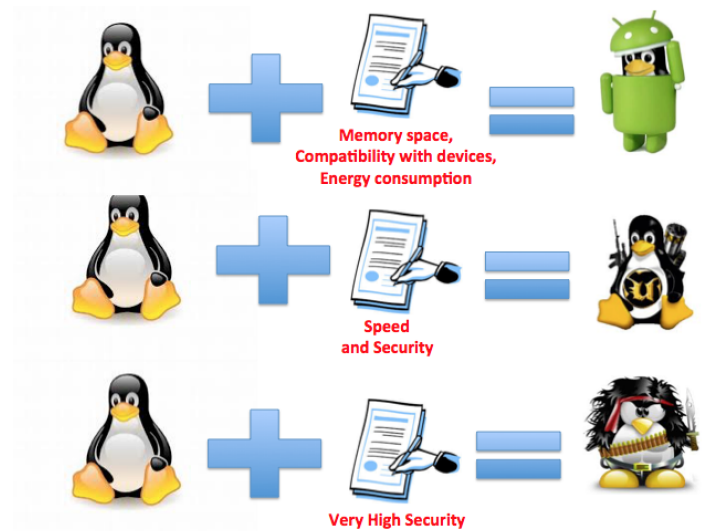 Memory space,
Compatibility with devices,
Energy consumption
Speed
and Security
Very High Security